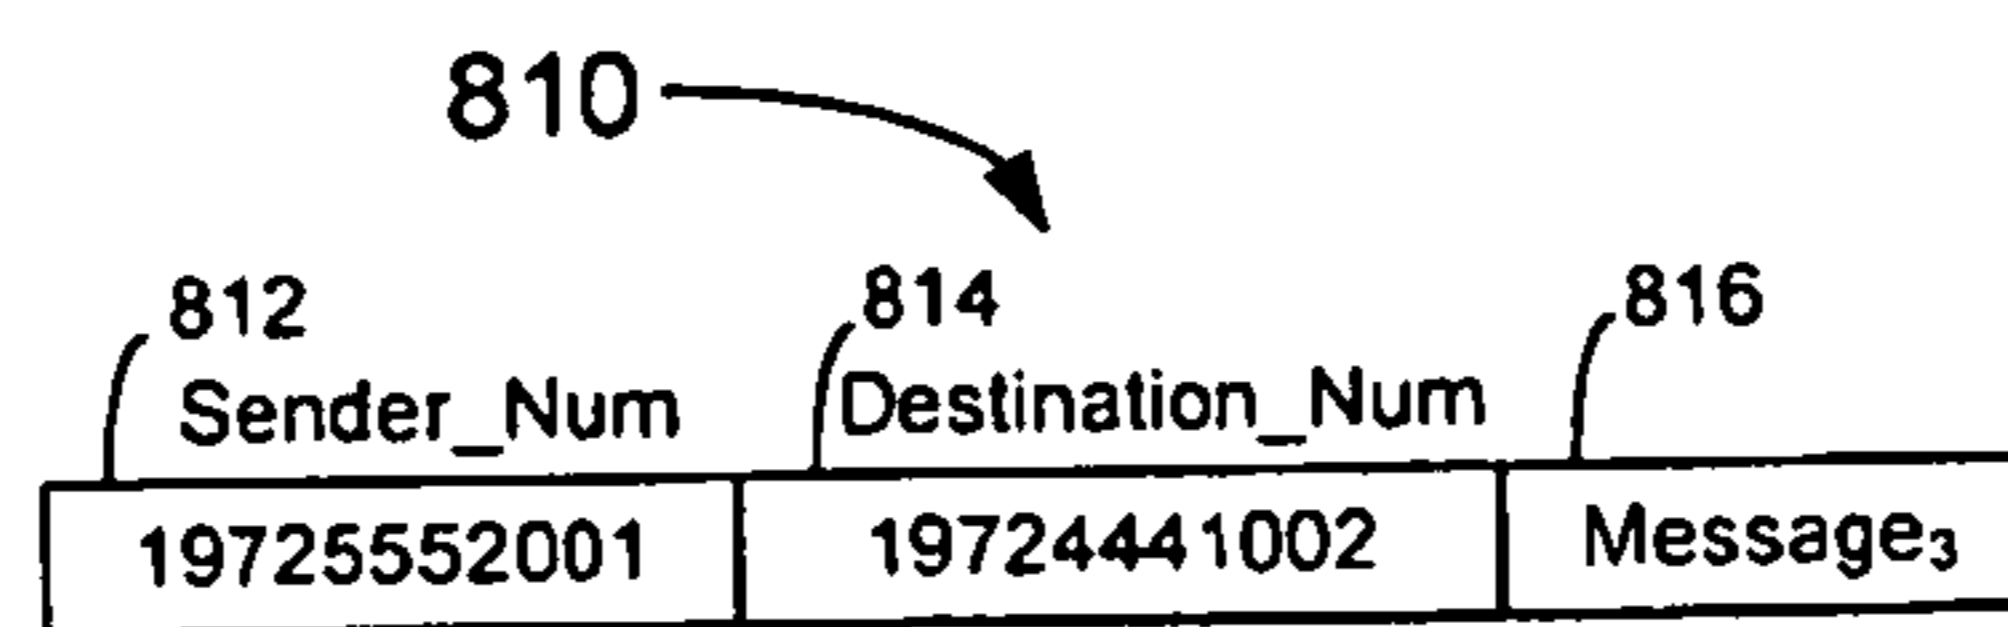 810
812 814 816
Sender_Num Destination_Num
19725552001 19724441002 Message₃